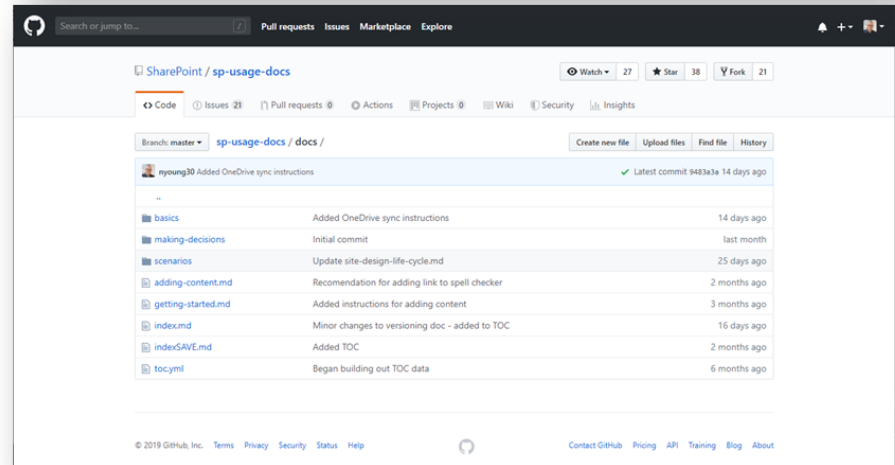 Search or jump to... /
Pull requests Issues Marketplace Explore
SharePoint / sp-usage-docs
Watch 27 Star 38 Fork 21
Code Issues 21 Pull requests 0 Actions Projects 0 Wiki Security Insights
Branch: master sp-usage-docs / docs / Create new file Upload files Find file History
nyoung30 Added OneDrive sync instructions Latest commit 9483a3a 14 days ago
..
basics Added OneDrive sync instructions 14 days ago
making-decisions Initial commit last month
scenarios Update site-design-life-cycle.md 25 days ago
adding-content.md Recomendation for adding link to spell checker 2 months ago
getting-started.md Added instructions for adding content 3 months ago
index.md Minor changes to versioning doc - added to TOC 16 days ago
indexSAVE.md Added TOC 2 months ago
toc.yml Began building out TOC data 6 months ago
© 2019 GitHub, Inc. Terms Privacy Security Status Help Contact GitHub Pricing API Training Blog About